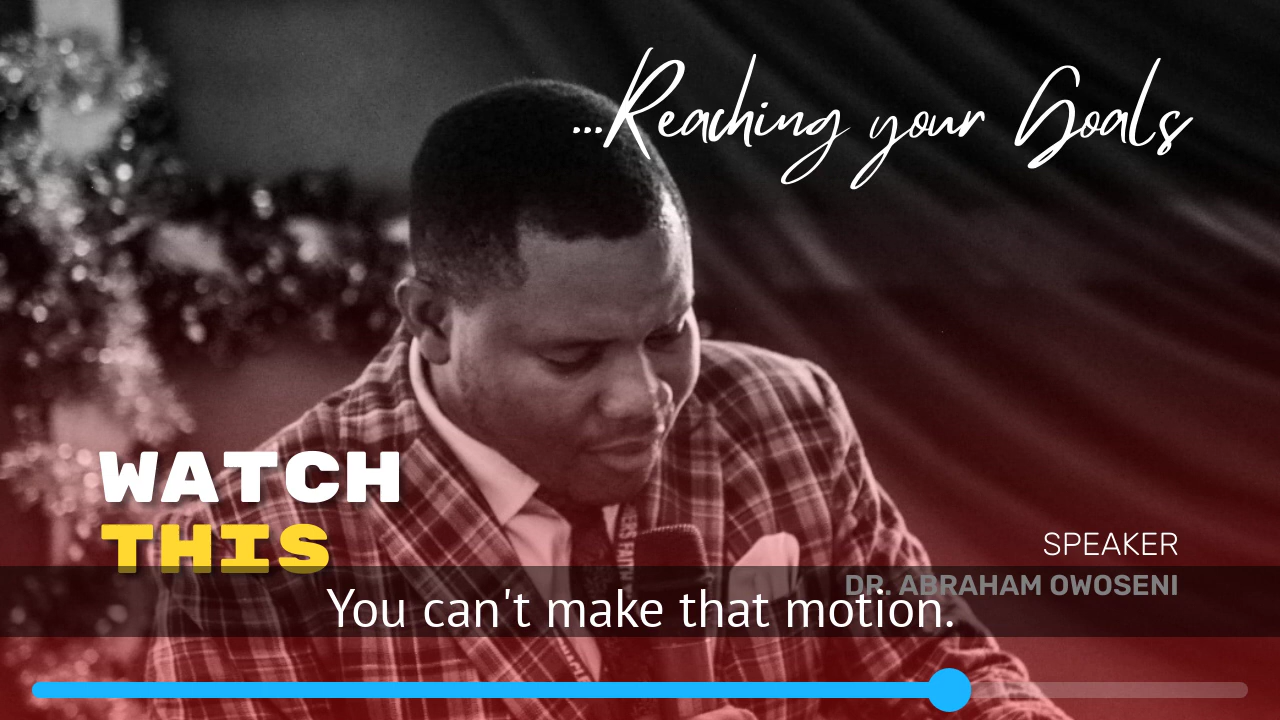 ...Reaching your Goals
WATCH
THIS
SPEAKER
DR. ABRAHAM OWOSENI
You can't make that motion.